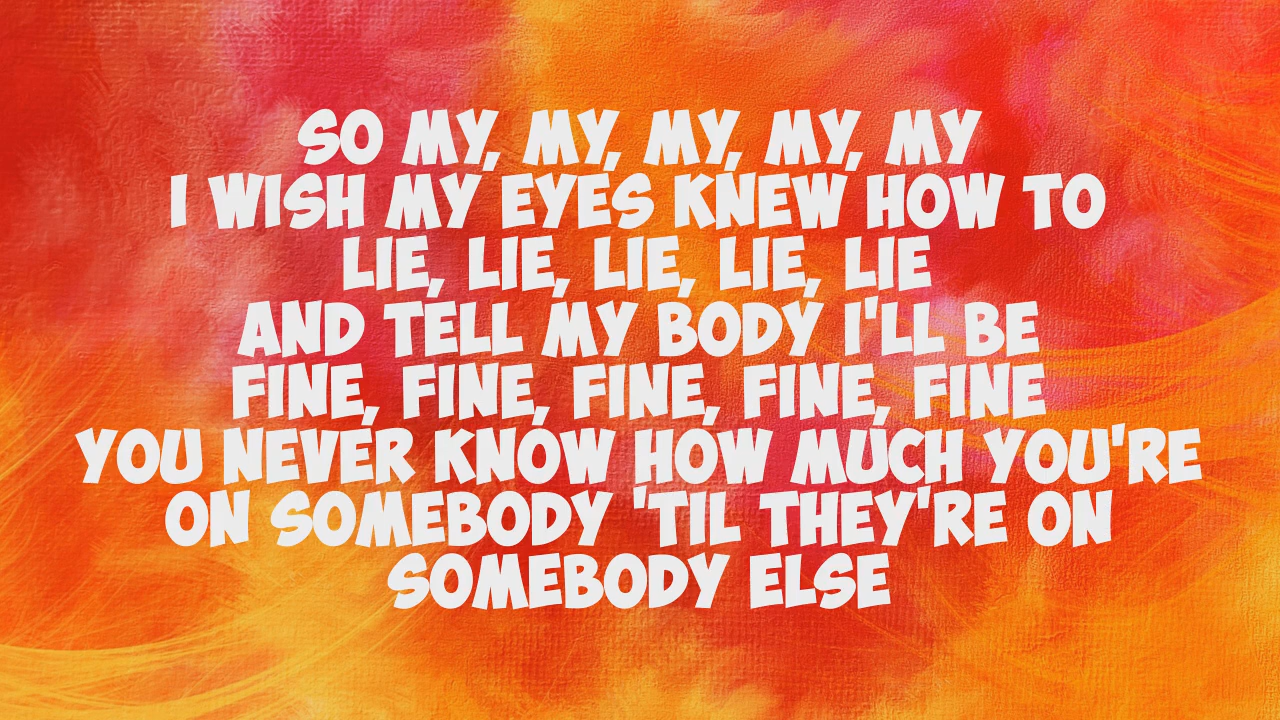 SO MY, MY, MY, MY, MY
I WISH MY EYES KNEW HOW TO
LIE, LIE, LIE, LIE, LIE
AND TELL MY BODY I'LL BE
FINE, FINE, FINE, FINE, FINE
YOU NEVER KNOW HOW MUCH YOU'RE
ON SOMEBODY 'TIL THEY'RE ON
SOMEBODY ELSE